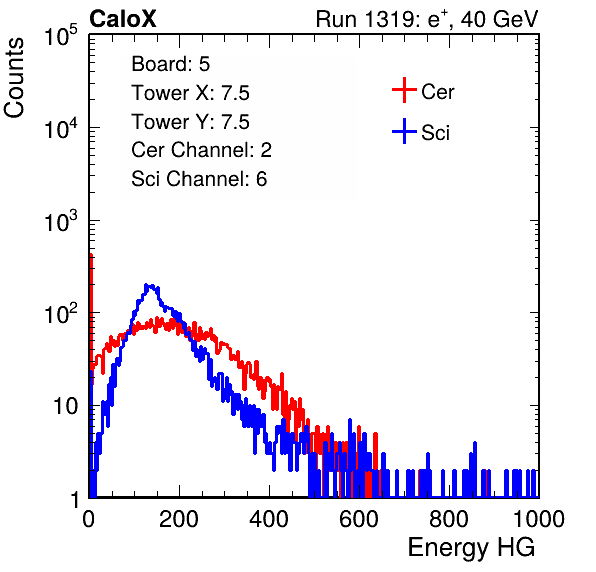 CaloX Run 1319: e⁺, 40 GeV
Counts
10⁵
10⁴
10³
10²
10
1
Board: 5
Tower X: 7.5
Tower Y: 7.5
Cer Channel: 2
Sci Channel: 6
Cer
Sci
0 200 400 600 800 1000
Energy HG